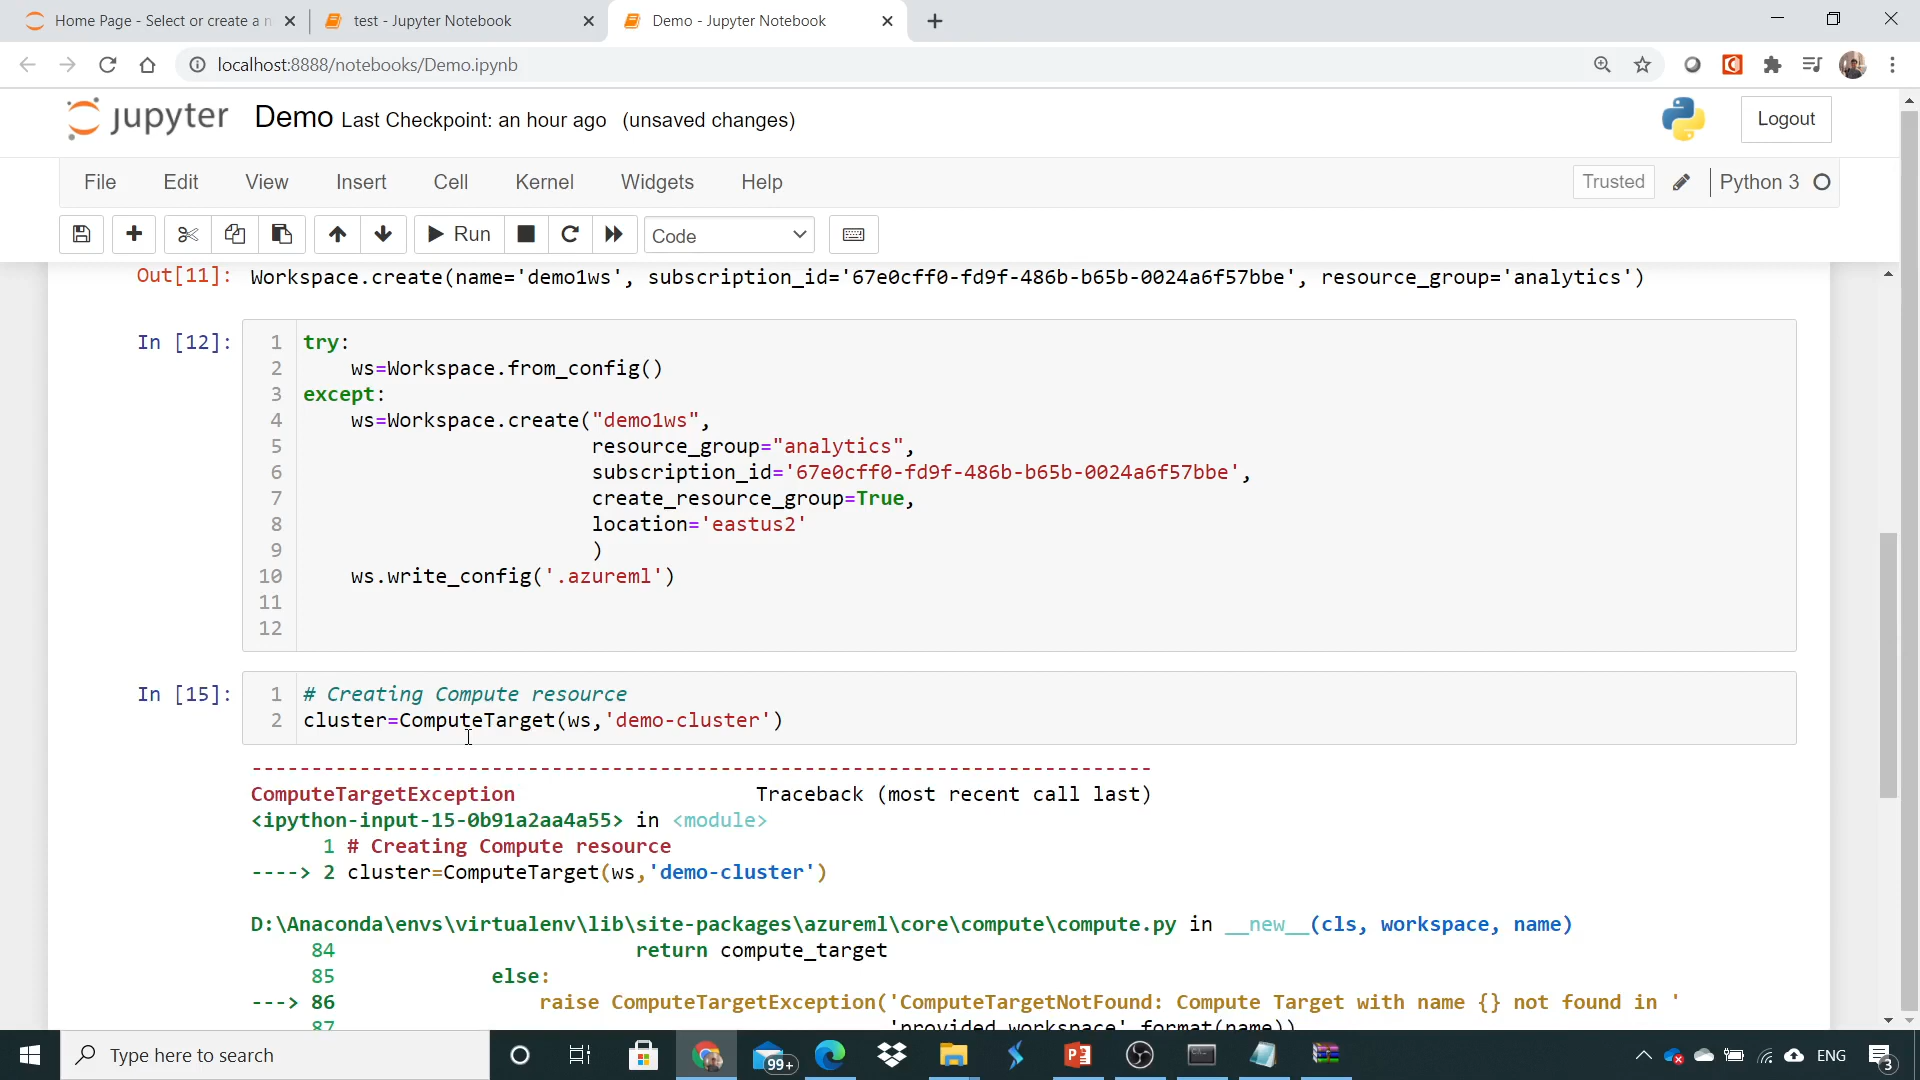 Home Page - Select or create a n
test - Jupyter Notebook
Demo - Jupyter Notebook
localhost:8888/notebooks/Demo.ipynb
jupyter Demo Last Checkpoint: an hour ago (unsaved changes)
Logout
File Edit View Insert Cell Kernel Widgets Help
Trusted Python 3
Run Code
Out[11]: Workspace.create(name='demo1ws', subscription_id='67e0cff0-fd9f-486b-b65b-0024a6f57bbe', resource_group='analytics')
In [12]:
1 try:
2 ws=Workspace.from_config()
3 except:
4 ws=Workspace.create("demo1ws",
5 resource_group="analytics",
6 subscription_id='67e0cff0-fd9f-486b-b65b-0024a6f57bbe',
7 create_resource_group=True,
8 location='eastus2'
9 )
10 ws.write_config('.azureml')
11
12
In [15]:
1 # Creating Compute resource
2 cluster=ComputeTarget(ws,'demo-cluster')
---------------------------------------------------------------------------
ComputeTargetException Traceback (most recent call last)
<ipython-input-15-0b91a2aa4a55> in <module>
1 # Creating Compute resource
----> 2 cluster=ComputeTarget(ws,'demo-cluster')
D:\Anaconda\envs\virtualenv\lib\site-packages\azureml\core\compute\compute.py in __new__(cls, workspace, name)
84 return compute_target
85 else:
---> 86 raise ComputeTargetException('ComputeTargetNotFound: Compute Target with name {} not found in '
87 'provided workspace'.format(name))
Type here to search
99+
ENG
3